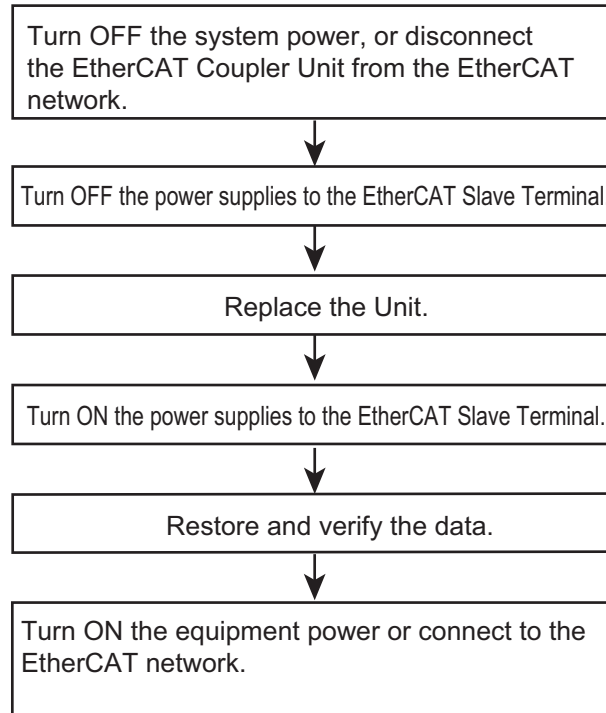 Turn OFF the system power, or disconnect
the EtherCAT Coupler Unit from the EtherCAT
network.
Turn OFF the power supplies to the EtherCAT Slave Terminal
Replace the Unit.
Turn ON the power supplies to the EtherCAT Slave Terminal.
Restore and verify the data.
Turn ON the equipment power or connect to the
EtherCAT network.